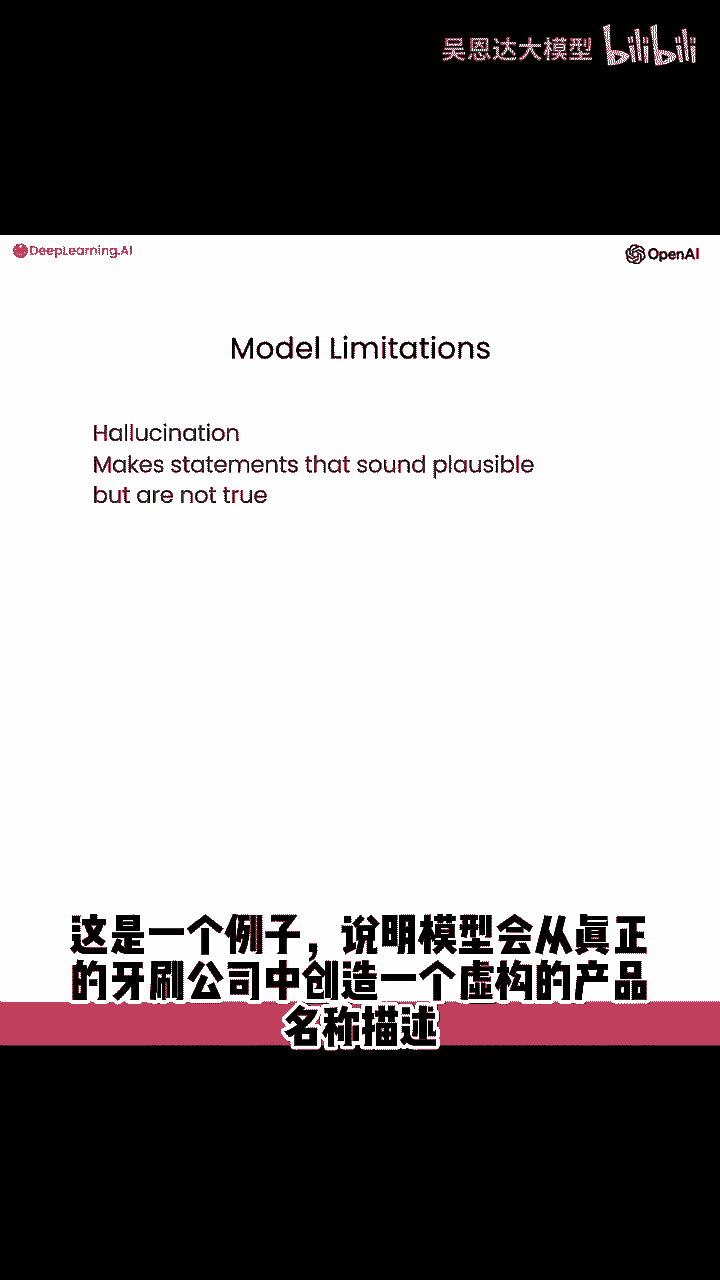 吴恩达大模型 bilibili
DeepLearning.AI
OpenAI
Model Limitations
Hallucination
Makes statements that sound plausible
but are not true
这是一个例子，说明模型会从真正
的牙刷公司中创造一个虚构的产品
名称描述